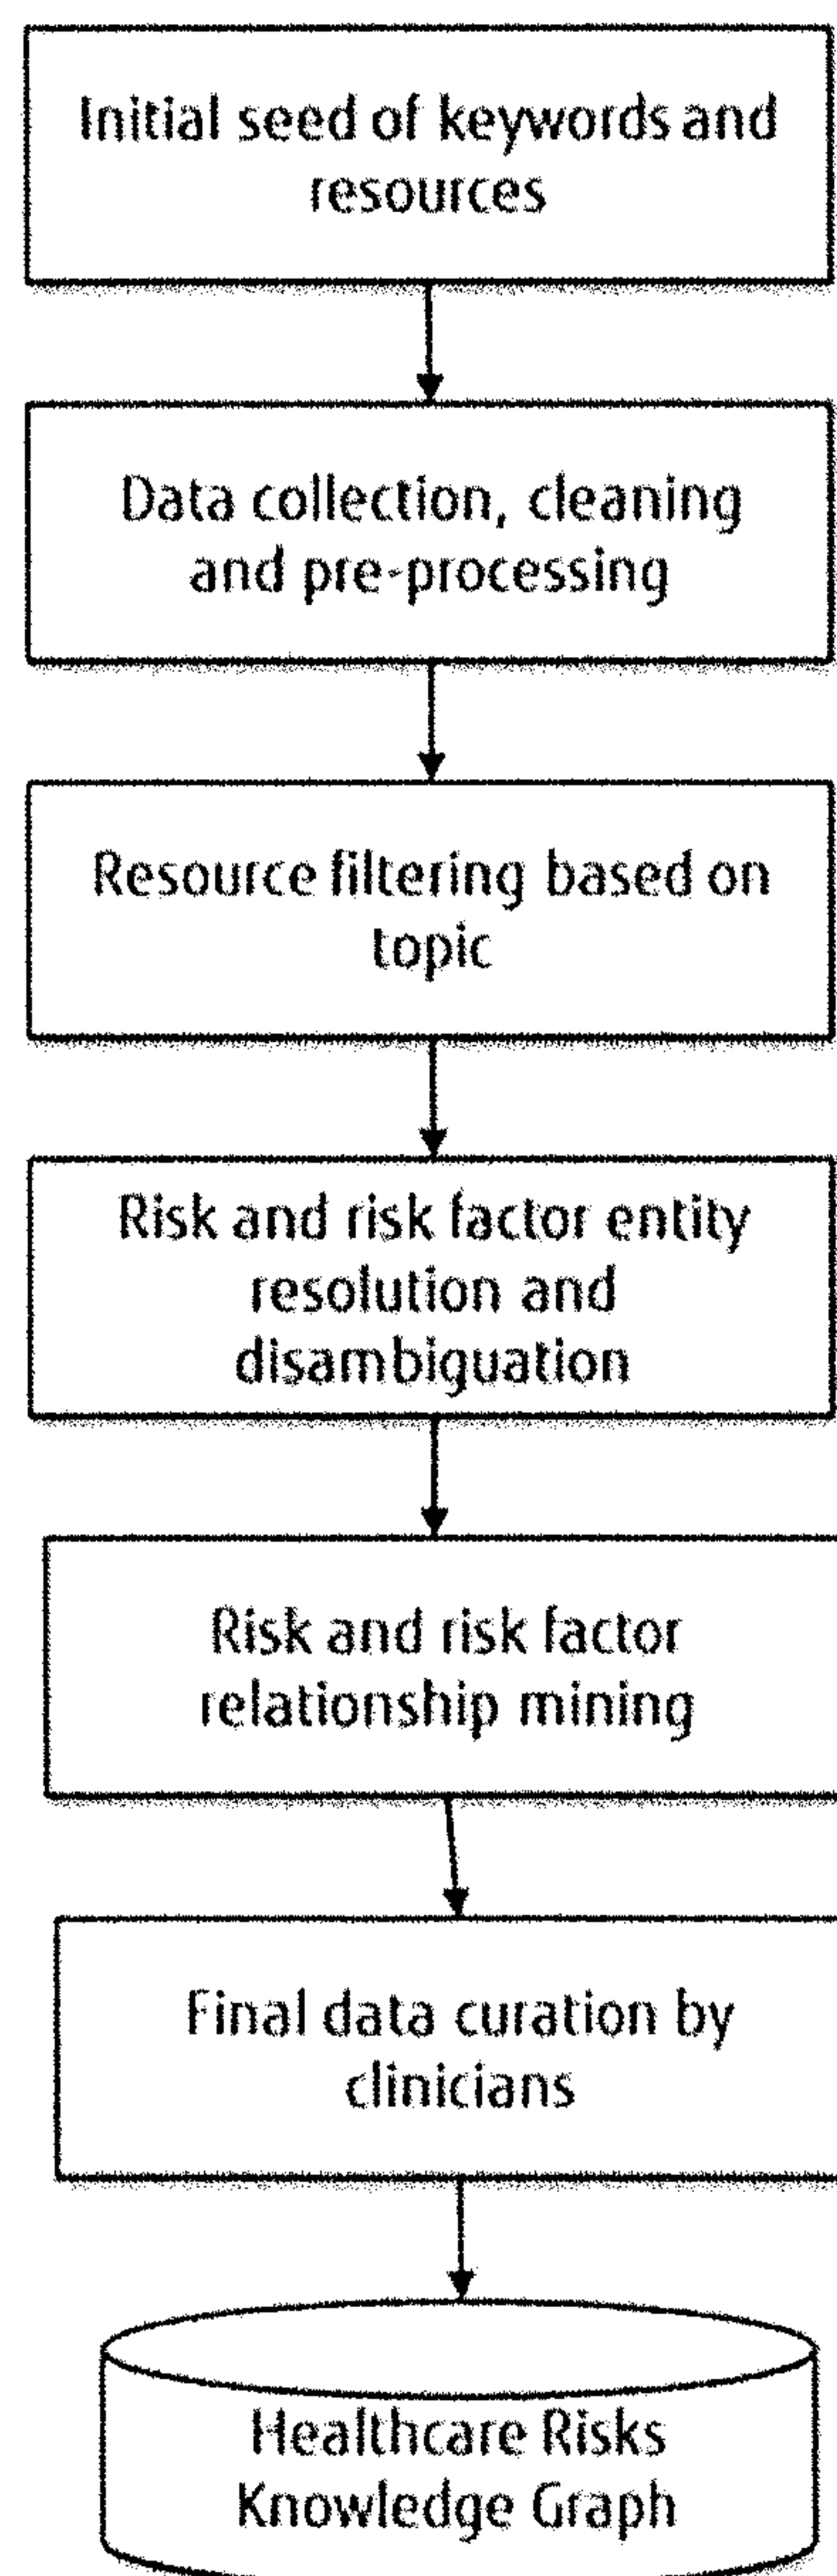 Initial seed of keywords and
resources
Data collection, cleaning
and pre-processing
Resource filtering based on
topic
Risk and risk factor entity
resolution and
disambiguation
Risk and risk factor
relationship mining
Final data curation by
clinicians
Healthcare Risks
Knowledge Graph